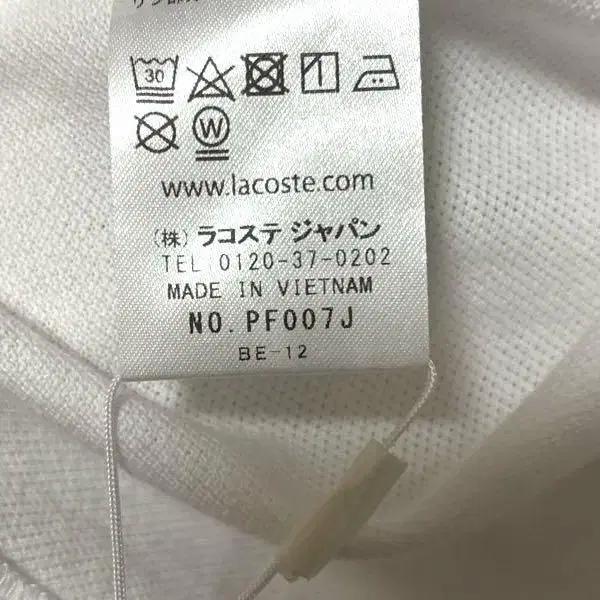 30
W
www.lacoste.com
(株) ラコステ ジャパン
TEL 0120-37-0202
MADE IN VIETNAM
NO. PF007J
BE-12